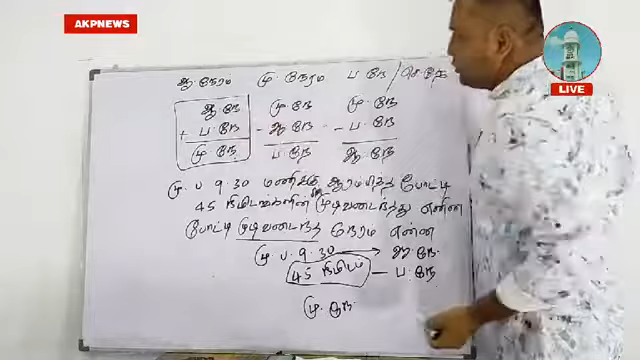 AKPNEWS
LIVE
ஆ.நேரம மு.நேரம ப நே /செ.நே
ஆ நே மு நே மு நே
+ ப.நே - ஆ நே - ப.நே
மு நே ப நே ஆ நே
மு.ப 9.30 மணிக்கு ஆரம்பித்த போட்டி
45 நிமிடங்களின் முடிவடைந்தது எனின
போட்டி முடிவடைந்த நேரம என்ன
மு.ப.9.30 → ஆ நே.
45 நிமிடம் — ப.நே
மு.நே